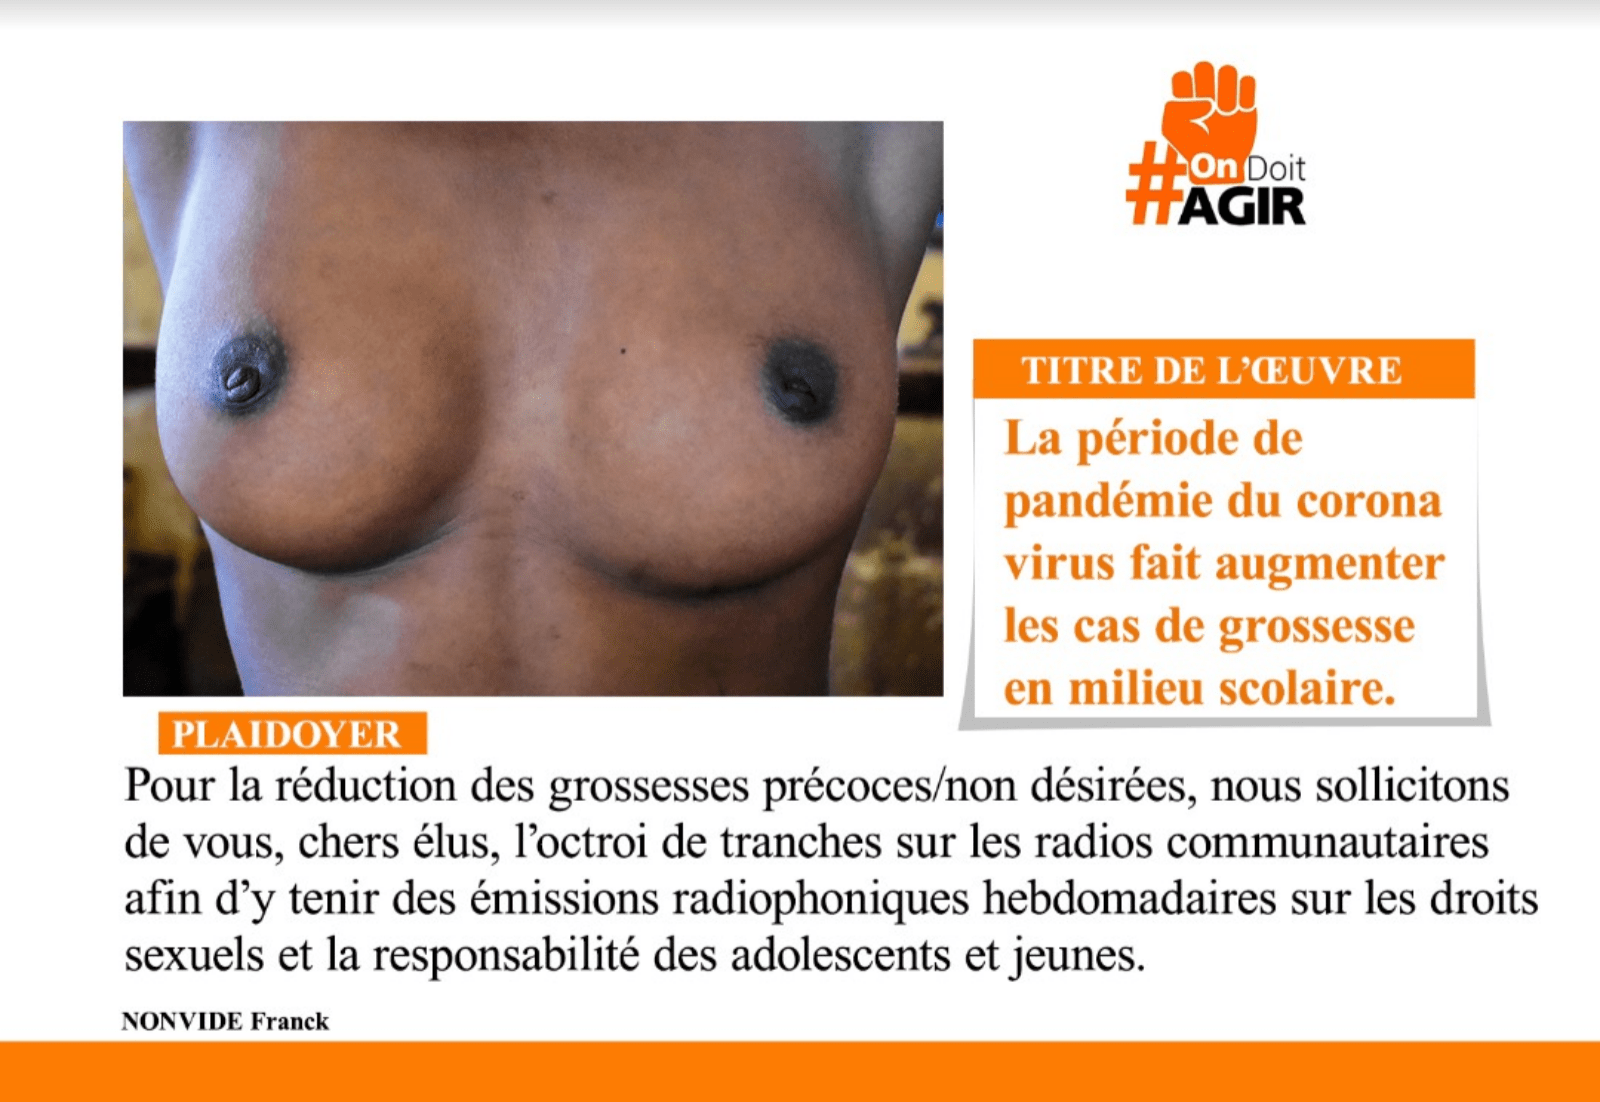 #On Doit
AGIR
TITRE DE L’ŒUVRE
La période de
pandémie du corona
virus fait augmenter
les cas de grossesse
en milieu scolaire.
PLAIDOYER
Pour la réduction des grossesses précoces/non désirées, nous sollicitons
de vous, chers élus, l’octroi de tranches sur les radios communautaires
afin d’y tenir des émissions radiophoniques hebdomadaires sur les droits
sexuels et la responsabilité des adolescents et jeunes.
NONVIDE Franck